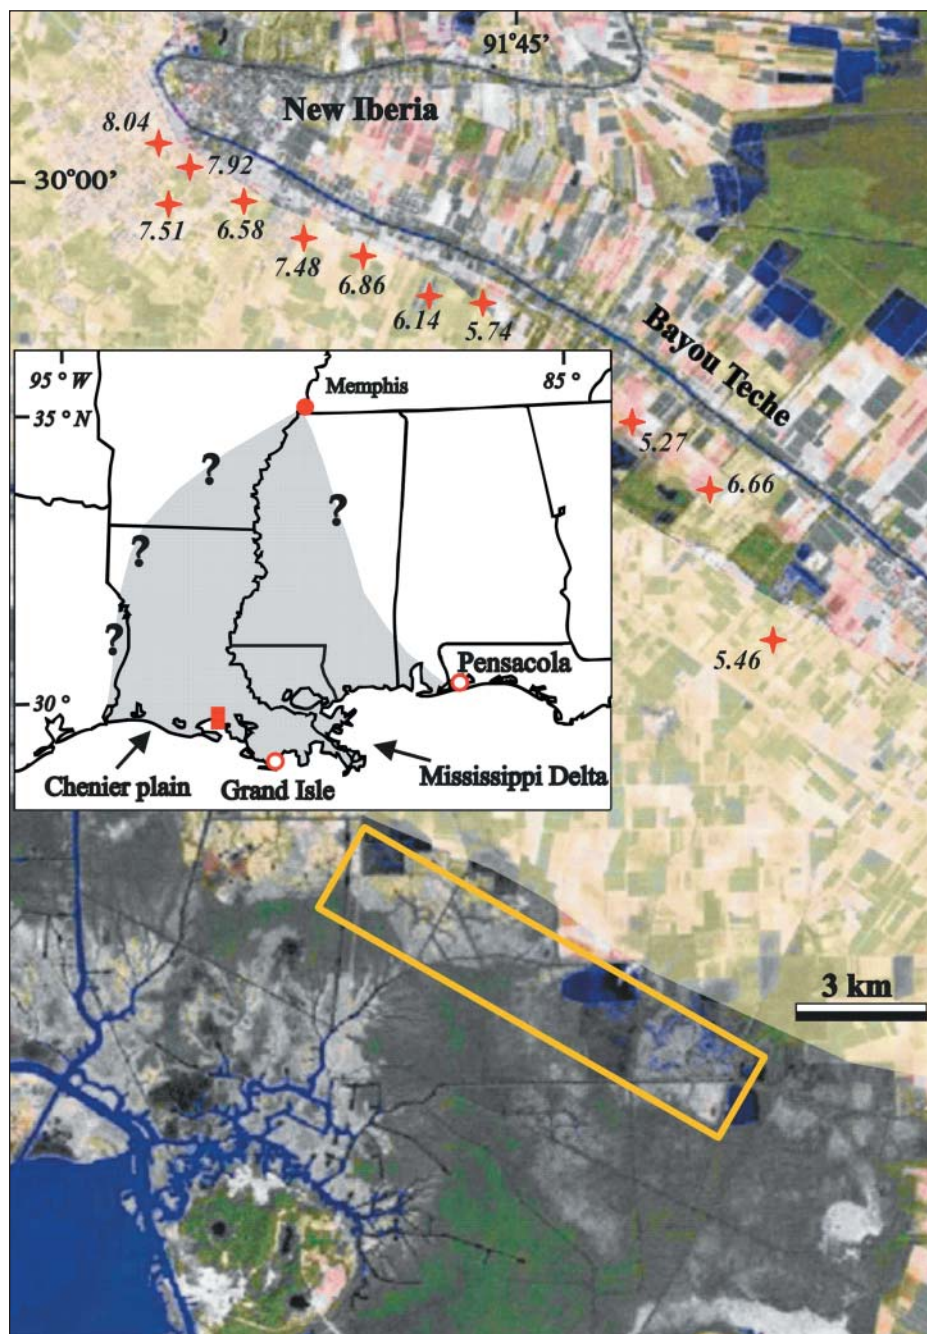 91°45'
New Iberia
8.04
7.92
30°00'
7.51
6.58
7.48
6.86
6.14
5.74
Bayou Teche
5.27
6.66
5.46
95 ° W
85 °
Memphis
35 ° N
?
?
?
?
Pensacola
30 °
Chenier plain
Grand Isle
Mississippi Delta
3 km